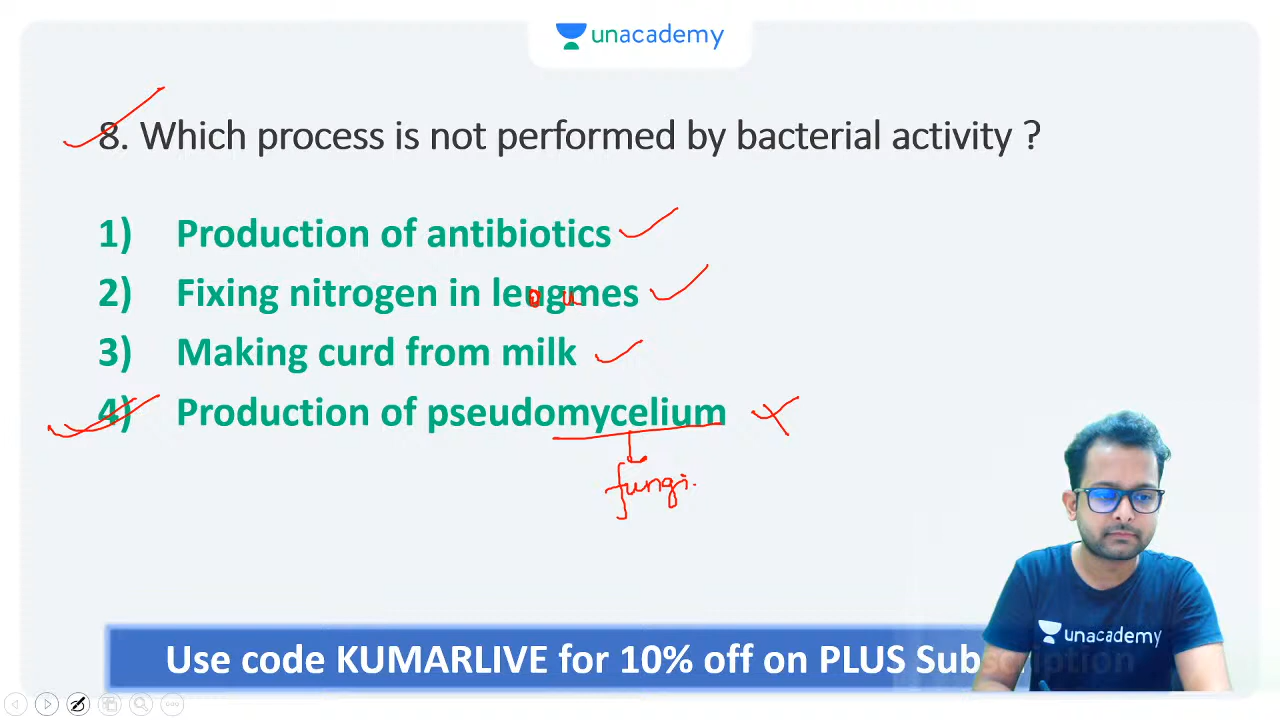 unacademy
8. Which process is not performed by bacterial activity ?
1) Production of antibiotics
2) Fixing nitrogen in leugmes
3) Making curd from milk
4) Production of pseudomycelium
fungi.
unacademy
Use code KUMARLIVE for 10% off on PLUS Subscription